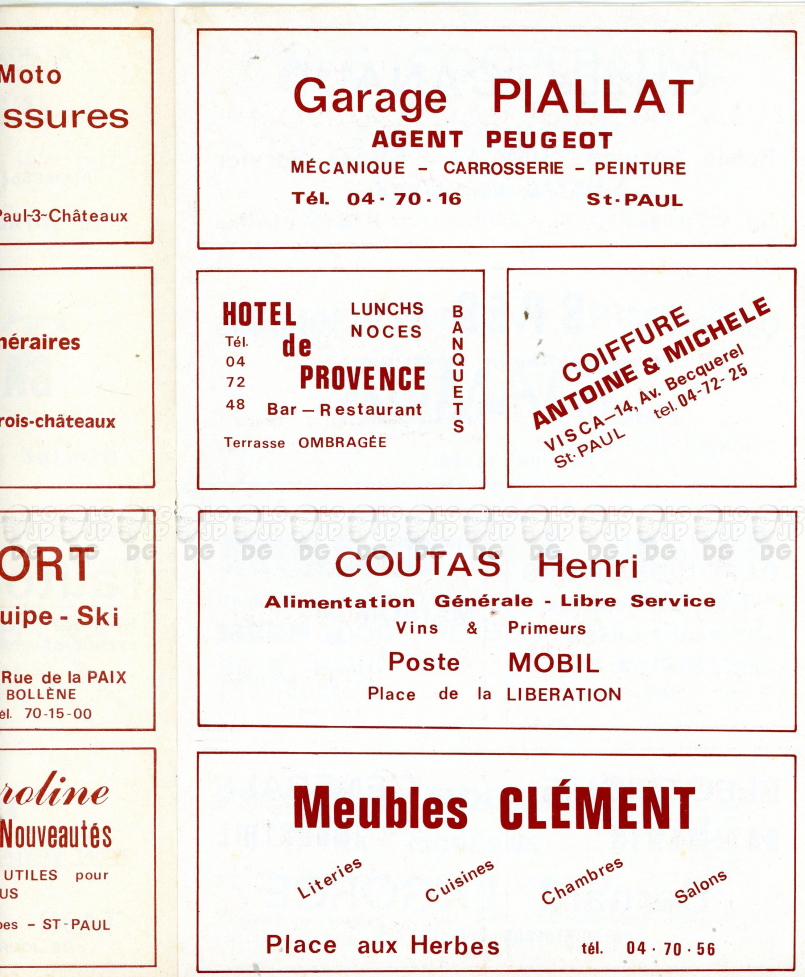 Moto
ssures
Paul-3-Châteaux
néraires
rois-châteaux
ORT
uipe - Ski
Rue de la PAIX
BOLLÈNE
él. 70-15-00
roline
Nouveautés
UTILES pour
US
bes - ST-PAUL
Garage PIALLAT
AGENT PEUGEOT
MÉCANIQUE - CARROSSERIE - PEINTURE
Tél. 04 · 70 · 16 St-PAUL
HOTEL
de
PROVENCE
LUNCHS
NOCES
BANQUETS
Tél.
04
72
48
Bar - Restaurant
Terrasse OMBRAGÉE
COIFFURE
ANTOINE & MICHELE
VISCA-14, Av. Becquerel
St-PAUL tel. 04-72-25
COUTAS Henri
Alimentation Générale - Libre Service
Vins & Primeurs
Poste MOBIL
Place de la LIBERATION
Meubles CLÉMENT
Literies Cuisines Chambres Salons
Place aux Herbes tél. 04 · 70 · 56